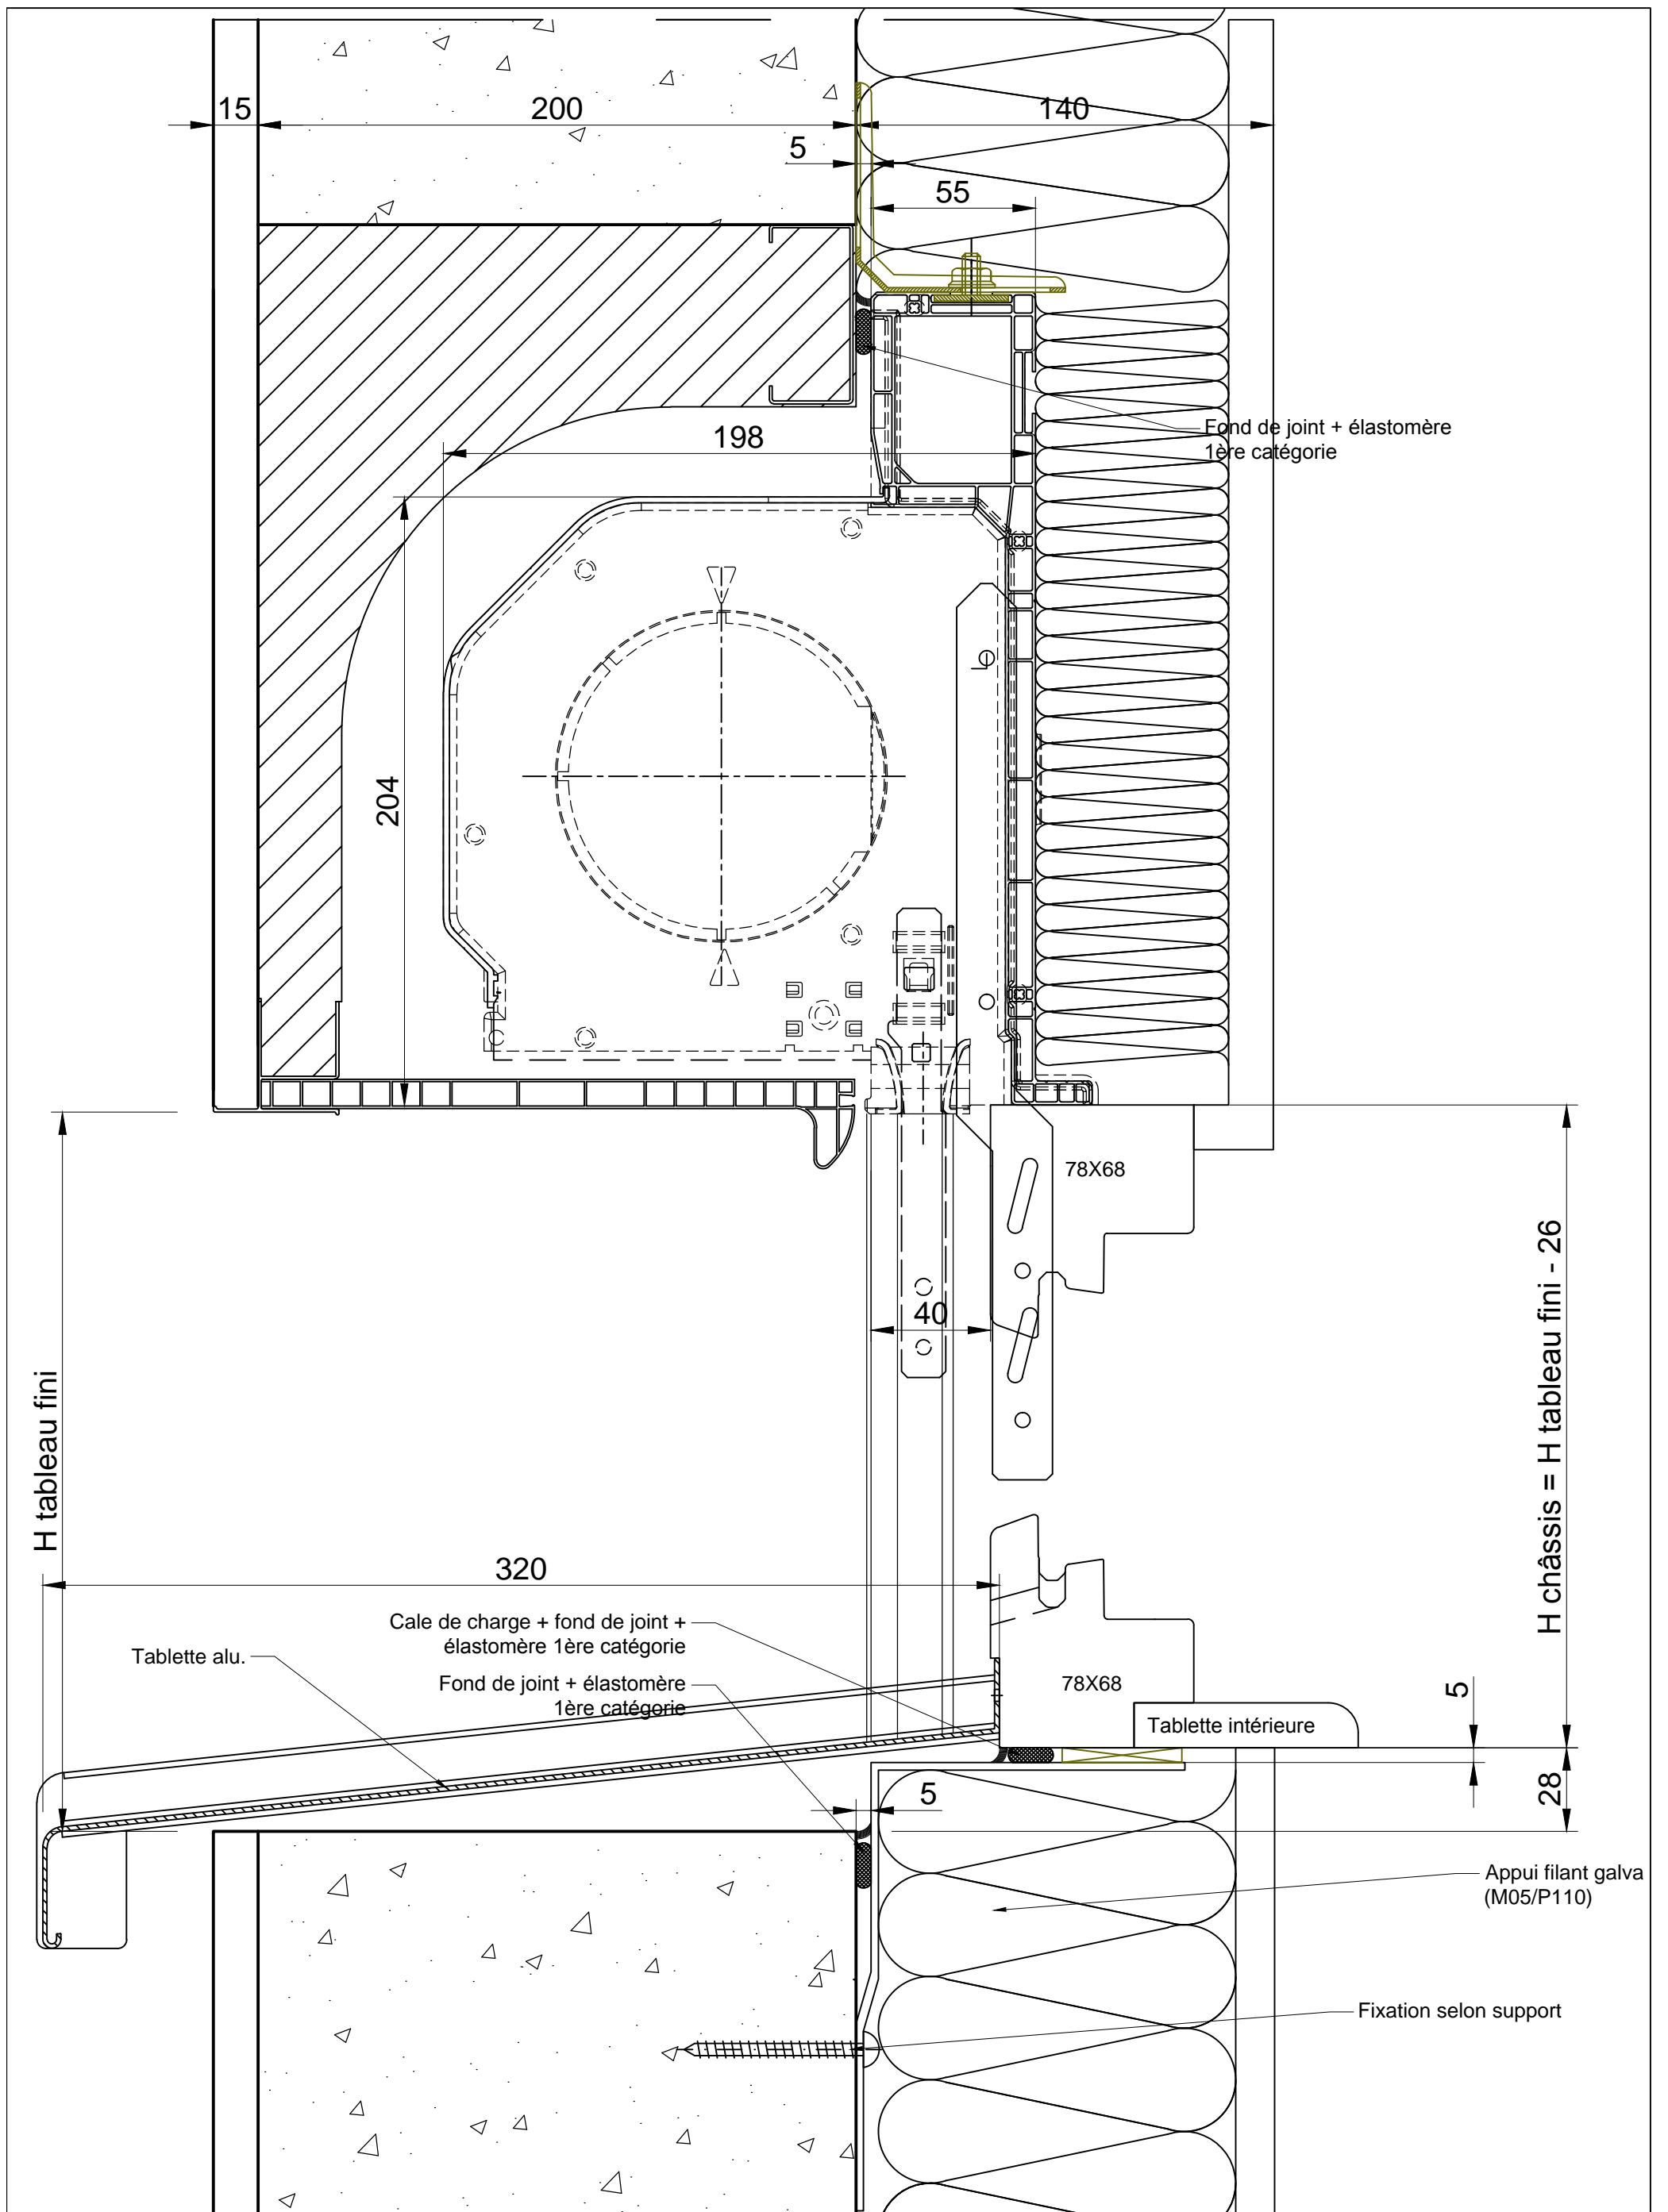 15
200
140
5
55
Fond de joint + élastomère
1ère catégorie
198
204
78X68
40
H tableau fini
H châssis = H tableau fini - 26
320
Cale de charge + fond de joint +
élastomère 1ère catégorie
Tablette alu.
Fond de joint + élastomère
1ère catégorie
78X68
Tablette intérieure
5
28
5
Appui filant galva
(M05/P110)
Fixation selon support